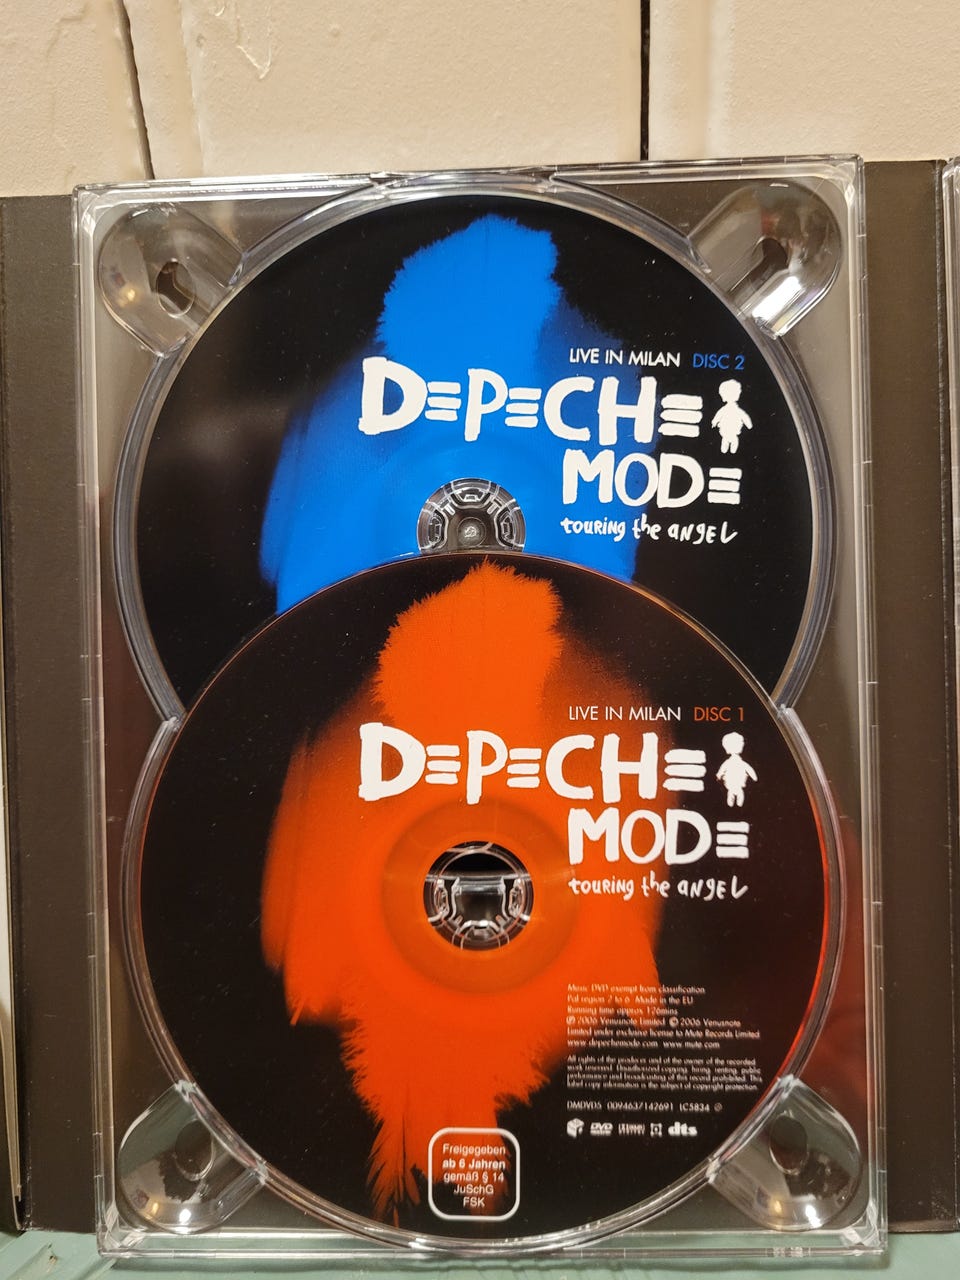 LIVE IN MILAN DISC 2
DEPECHE
MODE
touring the angel
LIVE IN MILAN DISC 1
DEPECHE
MODE
touring the angel
Music DVD exempt from classification
Pal region 2 to 6 Made in the EU
Running time approx 126mins
℗ 2006 Venusnote Limited © 2006 Venusnote
Limited under exclusive license to Mute Records Limited
www.depechemode.com www.mute.com
All rights of the producer and of the owner of the recorded
work reserved. Unauthorized copying, hiring, renting, public
performance and broadcasting of this record prohibited. This
label copy information is the subject of copyright protection.
DMDVD5 0094637142691 LC5834
DVD dts
Freigegeben
ab 6 Jahren
gemäß § 14
JuSchG
FSK